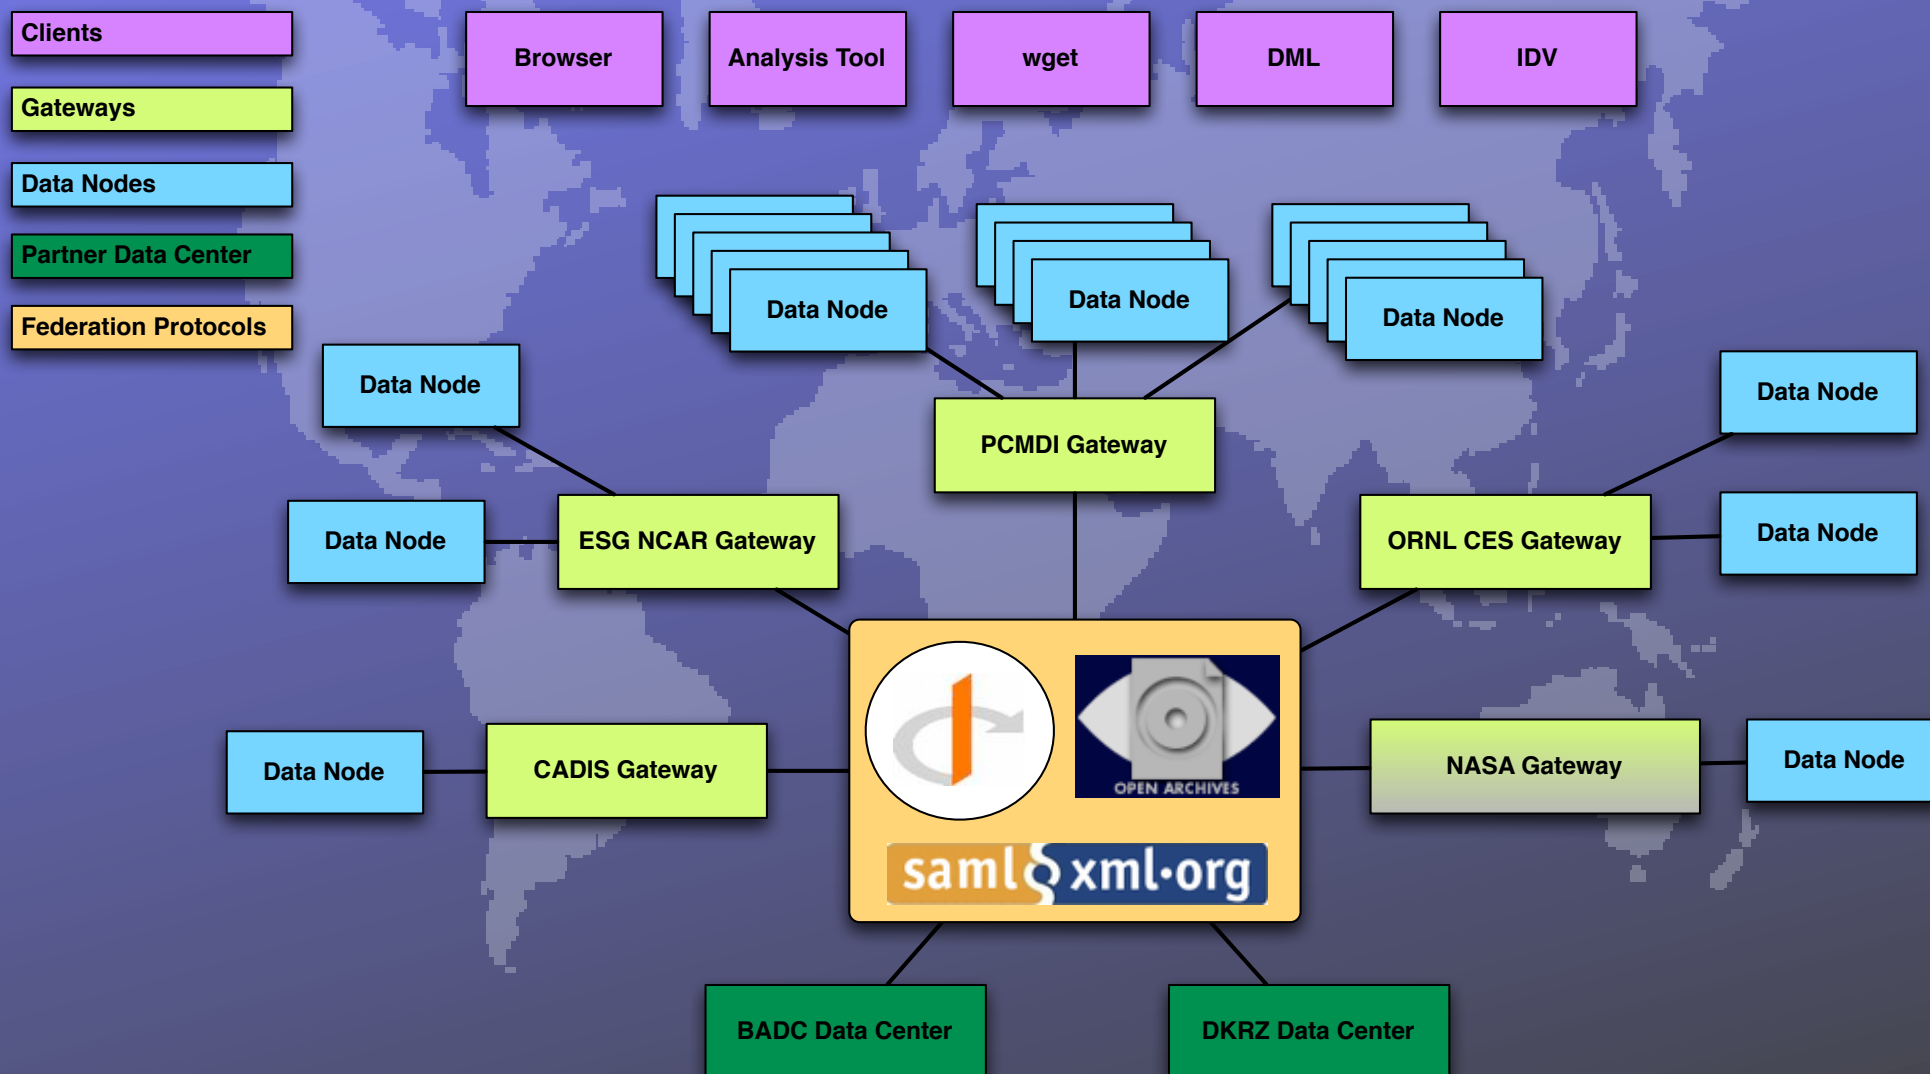 Clients
Browser
Analysis Tool
wget
DML
IDV
Gateways
Data Nodes
Partner Data Center
Federation Protocols
Data Node
Data Node
Data Node
Data Node
Data Node
PCMDI Gateway
Data Node
ESG NCAR Gateway
ORNL CES Gateway
Data Node
Data Node
CADIS Gateway
NASA Gateway
Data Node
OPEN ARCHIVES
saml xml.org
BADC Data Center
DKRZ Data Center